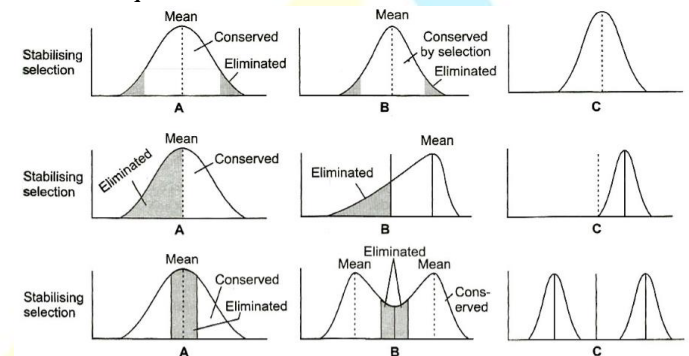 Mean
Conserved
Eliminated
Stabilising
selection
A
Mean
Conserved
by selection
Eliminated
B
C
Mean
Eliminated
Conserved
Stabilising
selection
A
Mean
Eliminated
B
C
Mean
Conserved
Eliminated
Stabilising
selection
A
Eliminated
Mean
Mean
Cons-
erved
B
C